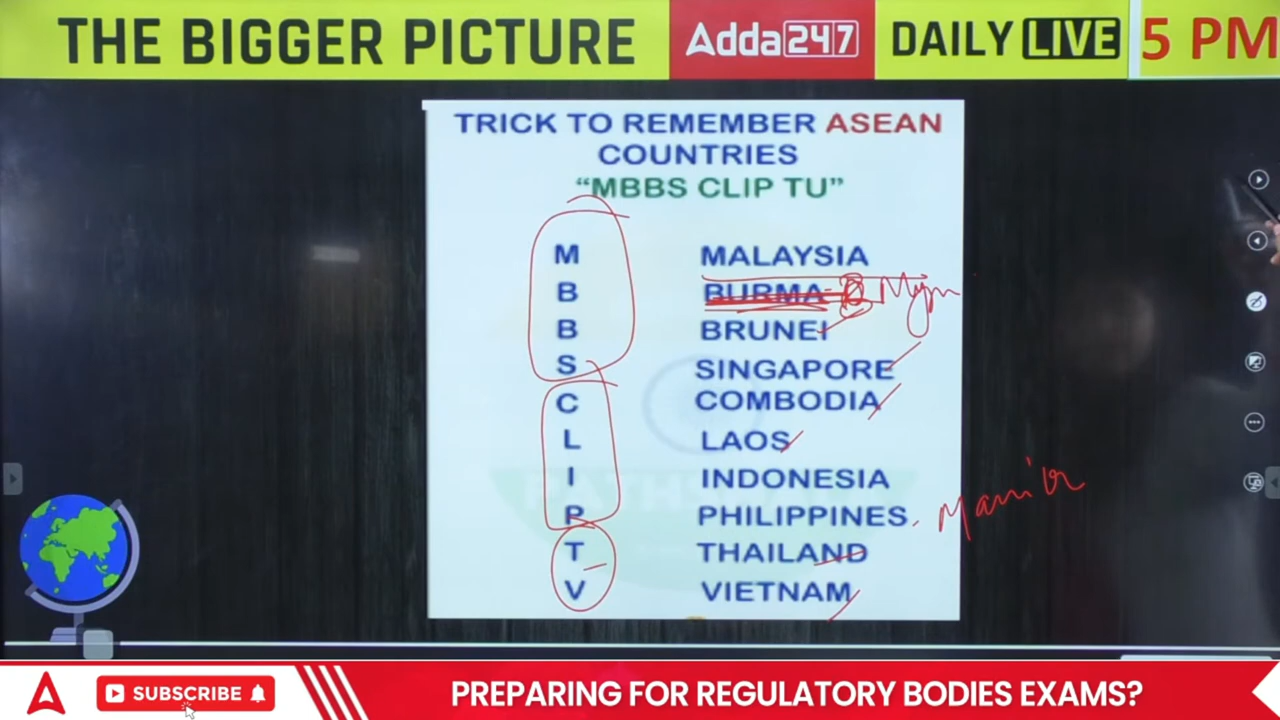 THE BIGGER PICTURE Adda247 DAILY LIVE 5 PM
TRICK TO REMEMBER ASEAN
COUNTRIES
“MBBS CLIP TU”
M MALAYSIA
B BURMA Mym
B BRUNEI
S SINGAPORE
C COMBODIA
L LAOS
I INDONESIA
P PHILIPPINES
T THAILAND
V VIETNAM
SUBSCRIBE PREPARING FOR REGULATORY BODIES EXAMS?